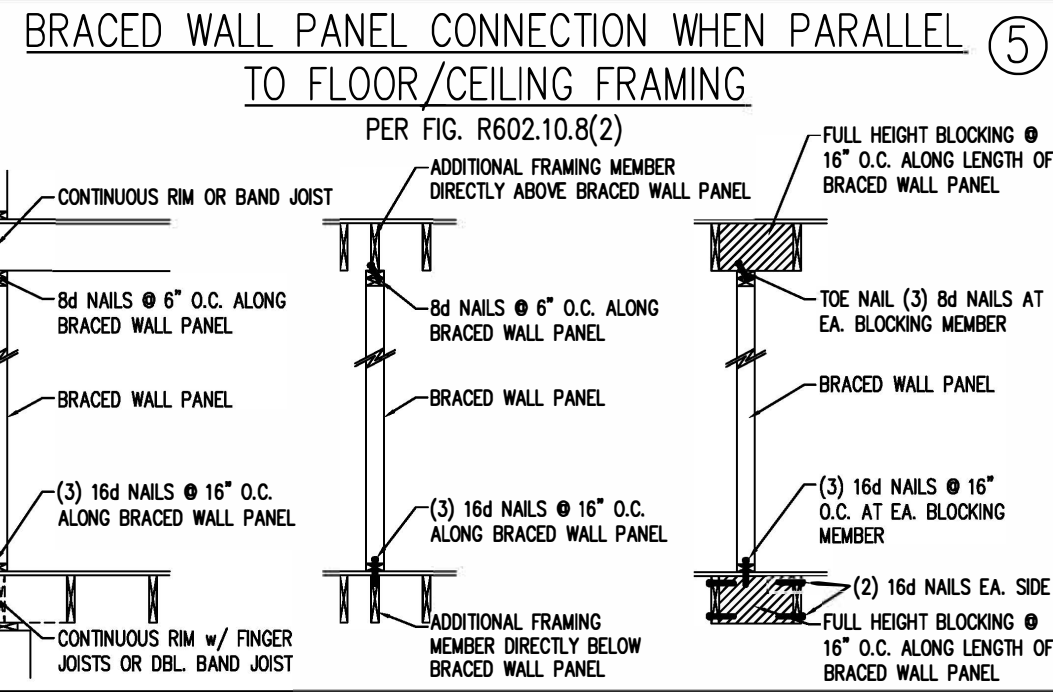 BRACED WALL PANEL CONNECTION WHEN PARALLEL
TO FLOOR/CEILING FRAMING
5
PER FIG. R602.10.8(2)
CONTINUOUS RIM OR BAND JOIST
8d NAILS @ 6" O.C. ALONG
BRACED WALL PANEL
BRACED WALL PANEL
(3) 16d NAILS @ 16" O.C.
ALONG BRACED WALL PANEL
CONTINUOUS RIM w/ FINGER
JOISTS OR DBL. BAND JOIST
ADDITIONAL FRAMING MEMBER
DIRECTLY ABOVE BRACED WALL PANEL
8d NAILS @ 6" O.C. ALONG
BRACED WALL PANEL
BRACED WALL PANEL
(3) 16d NAILS @ 16" O.C.
ALONG BRACED WALL PANEL
ADDITIONAL FRAMING
MEMBER DIRECTLY BELOW
BRACED WALL PANEL
FULL HEIGHT BLOCKING @
16" O.C. ALONG LENGTH OF
BRACED WALL PANEL
TOE NAIL (3) 8d NAILS AT
EA. BLOCKING MEMBER
BRACED WALL PANEL
(3) 16d NAILS @ 16"
O.C. AT EA. BLOCKING
MEMBER
(2) 16d NAILS EA. SIDE
FULL HEIGHT BLOCKING @
16" O.C. ALONG LENGTH OF
BRACED WALL PANEL